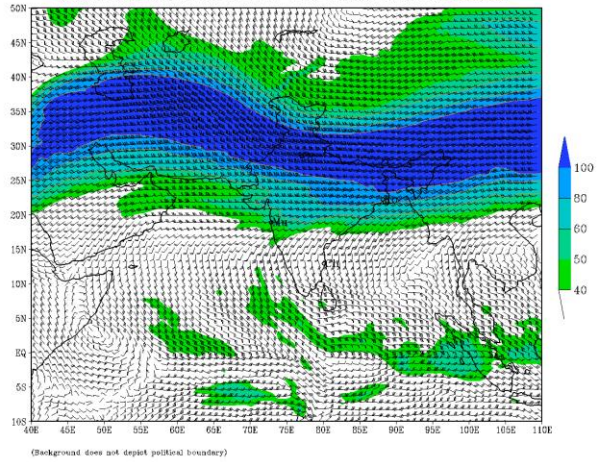 50N
45N
40N
35N
30N
25N
20N
15N
10N
5N
EQ
5S
10S
40E 45E 50E 55E 60E 65E 70E 75E 80E 85E 90E 95E 100E 105E 110E
100
80
60
50
40
Mu
(Background does not depict political boundary)